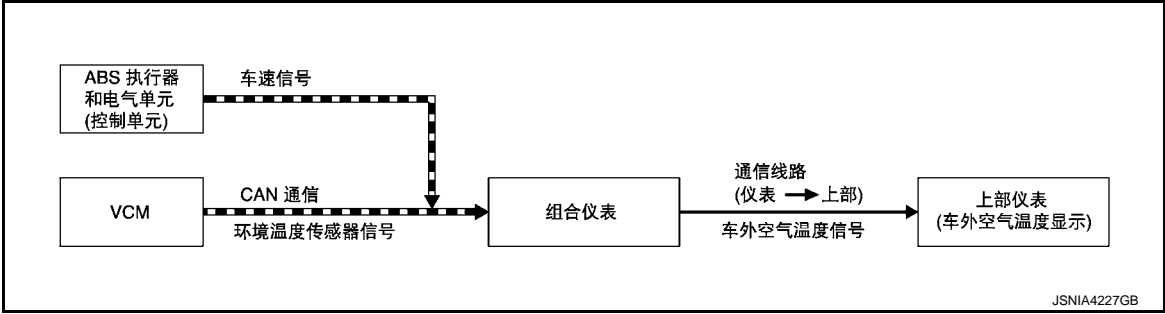 ABS 执行器
和电气单元
(控制单元)
车速信号
VCM
CAN 通信
环境温度传感器信号
组合仪表
通信线路
(仪表 → 上部)
车外空气温度信号
上部仪表
(车外空气温度显示)
JSNIA4227GB